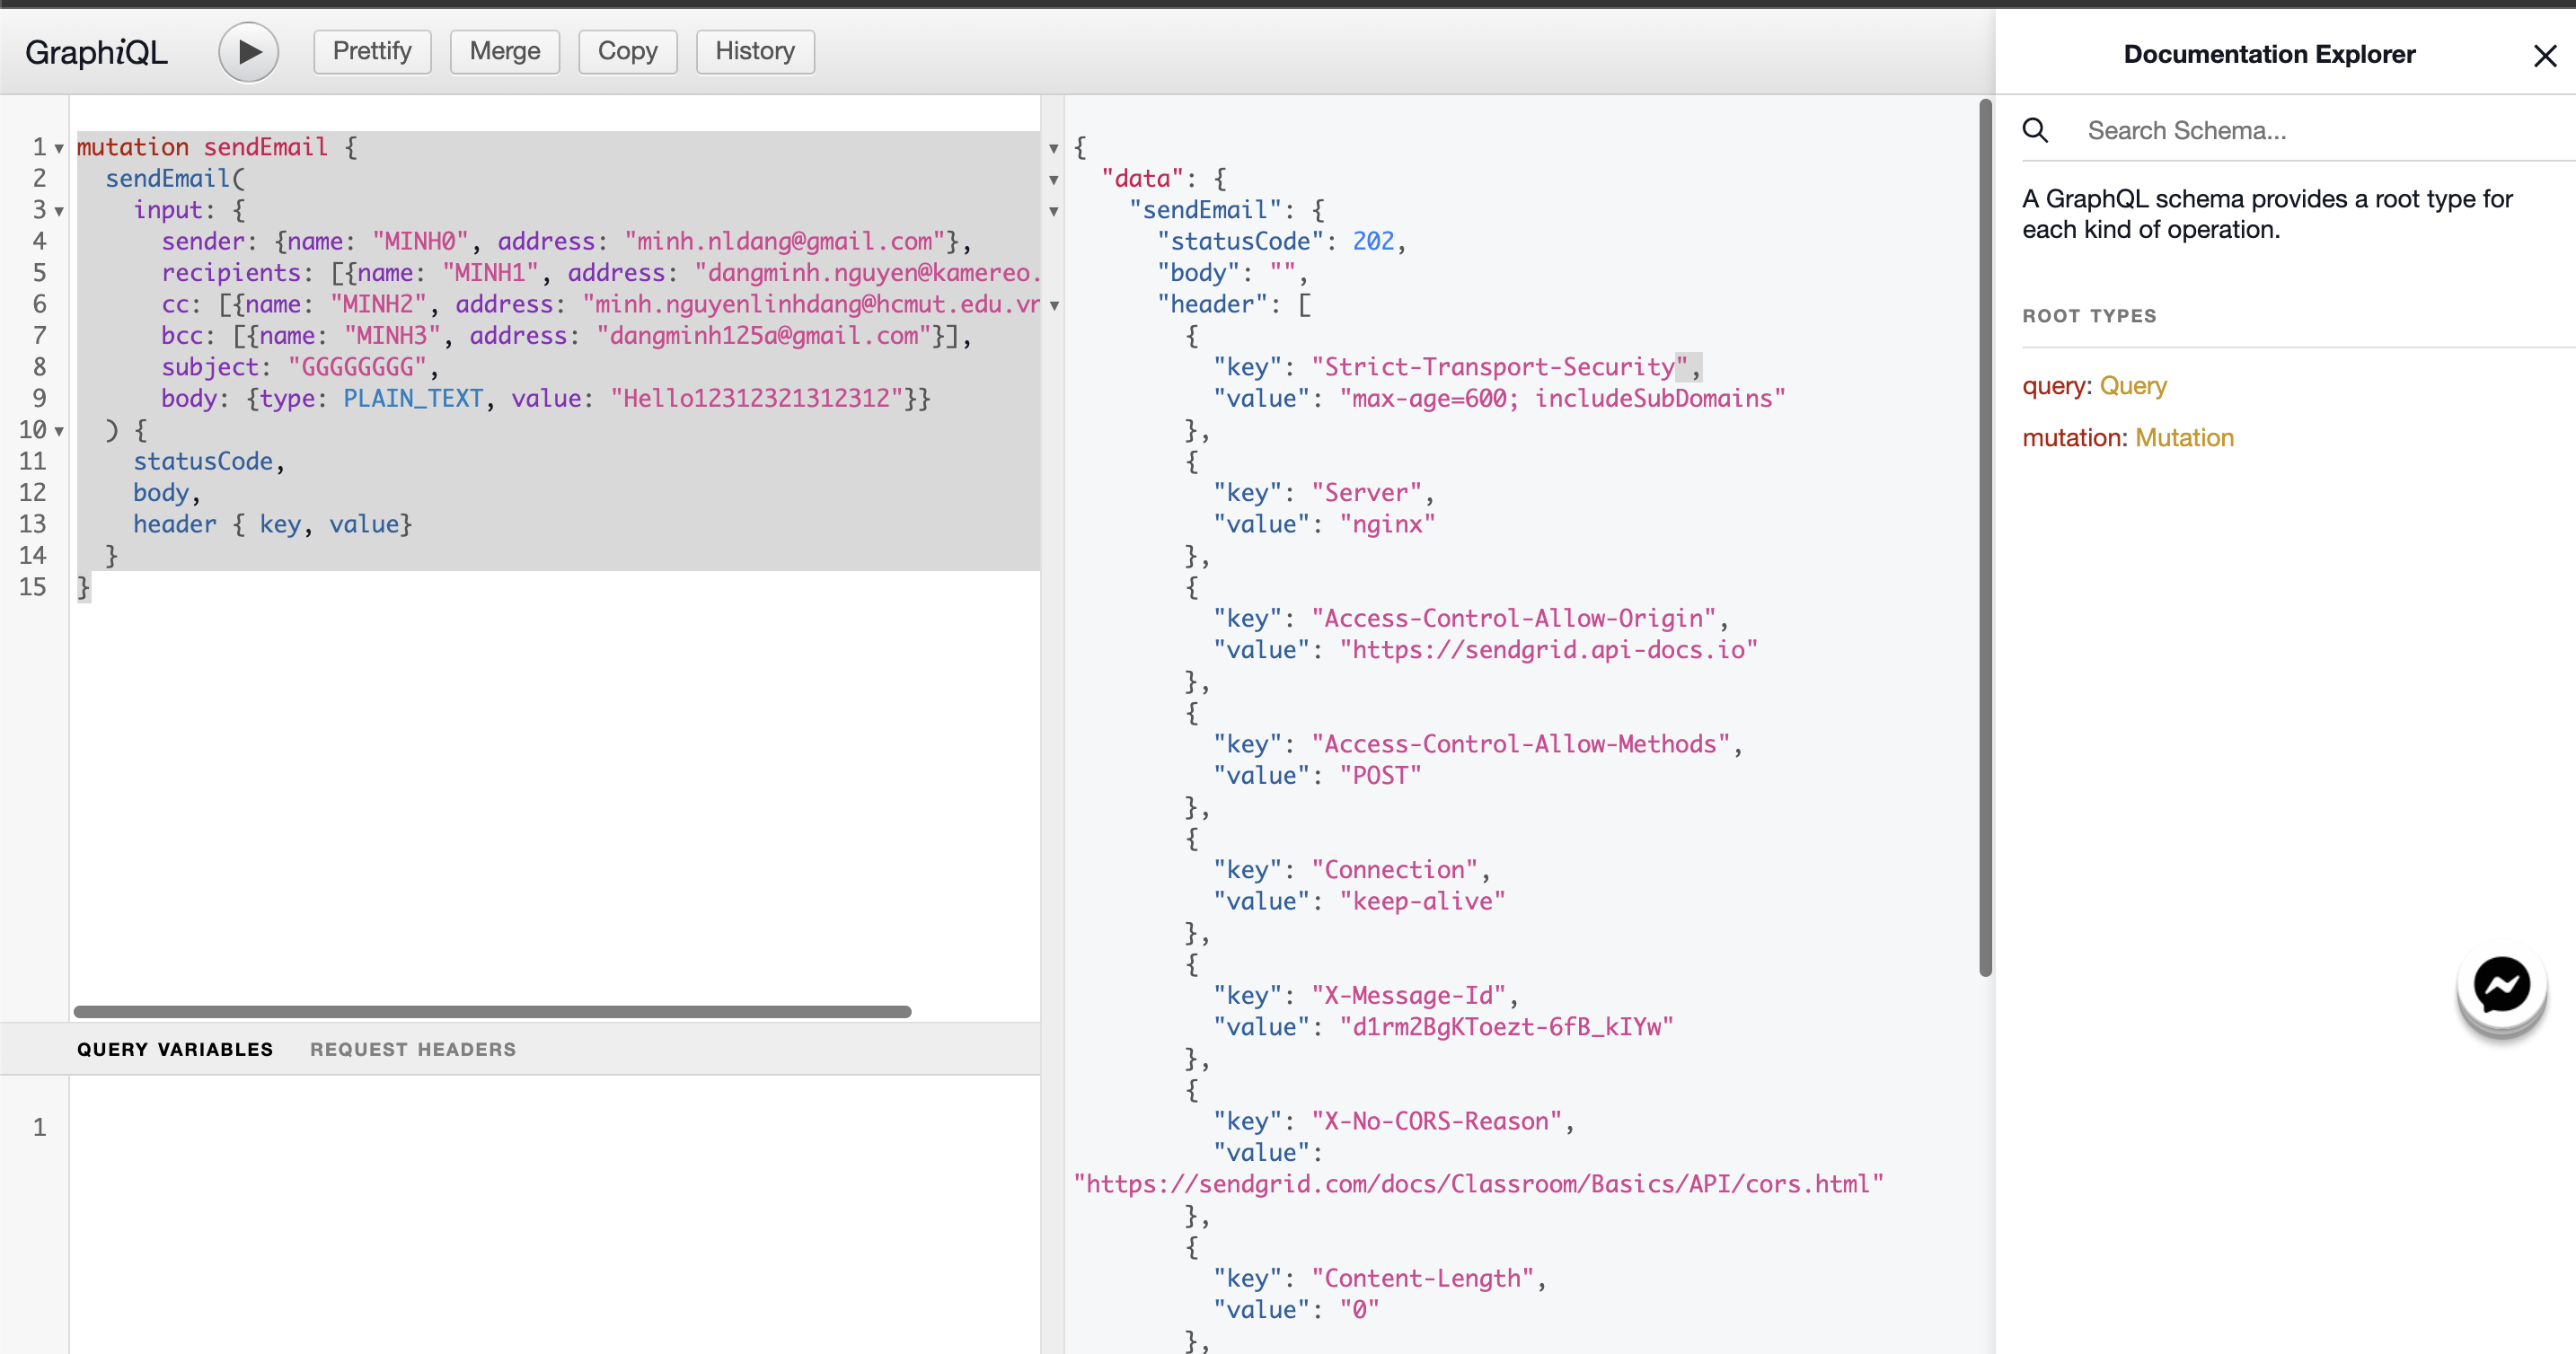 GraphiQL
Prettify
Merge
Copy
History
1 mutation sendEmail {
2 sendEmail(
3 input: {
4 sender: {name: "MINH0", address: "minh.nldang@gmail.com"},
5 recipients: [{name: "MINH1", address: "dangminh.nguyen@kamereo.
6 cc: [{name: "MINH2", address: "minh.nguyenlinhdang@hcmut.edu.
7 bcc: [{name: "MINH3", address: "dangminh125a@gmail.com"}],
8 subject: "GGGGGGGG",
9 body: {type: PLAIN_TEXT, value: "Hello12312321312312"}}
10 ) {
11 statusCode,
12 body,
13 header { key, value}
14 }
15 }
QUERY VARIABLES
REQUEST HEADERS
1
{
"data": {
"sendEmail": {
"statusCode": 202,
"body": "",
"header": [
{
"key": "Strict-Transport-Security",
"value": "max-age=600; includeSubDomains"
},
{
"key": "Server",
"value": "nginx"
},
{
"key": "Access-Control-Allow-Origin",
"value": "https://sendgrid.api-docs.io"
},
{
"key": "Access-Control-Allow-Methods",
"value": "POST"
},
{
"key": "Connection",
"value": "keep-alive"
},
{
"key": "X-Message-Id",
"value": "d1rm2BgKToezt-6fB_kIYw"
},
{
"key": "X-No-CORS-Reason",
"value":
"https://sendgrid.com/docs/Classroom/Basics/API/cors.html"
},
{
"key": "Content-Length",
"value": "0"
},
Documentation Explorer
Search Schema...
A GraphQL schema provides a root type for
each kind of operation.
ROOT TYPES
query: Query
mutation: Mutation